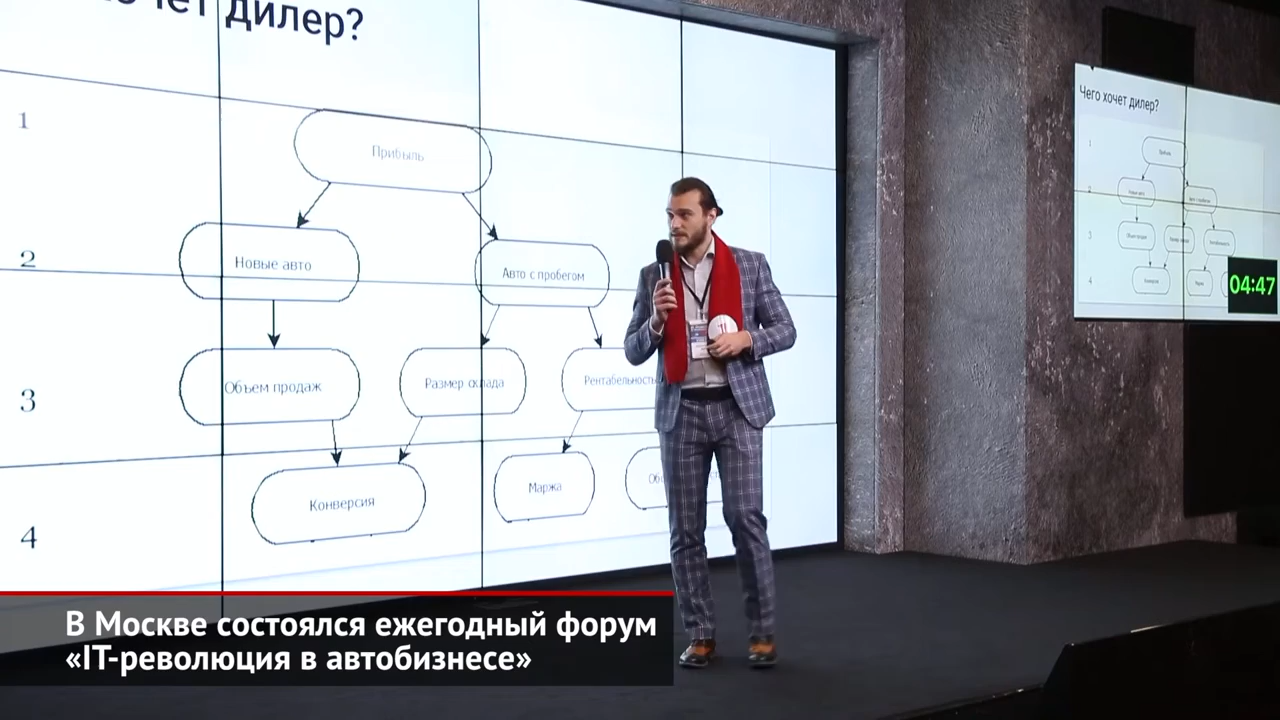 хочет дилер?
1
Прибыль
2
Новые авто
Авто с пробегом
3
Объем продаж
Размер склада
Рентабельность
4
Конверсия
Маржа
Чего хочет дилер?
04:47
В Москве состоялся ежегодный форум
«IT-революция в автобизнесе»